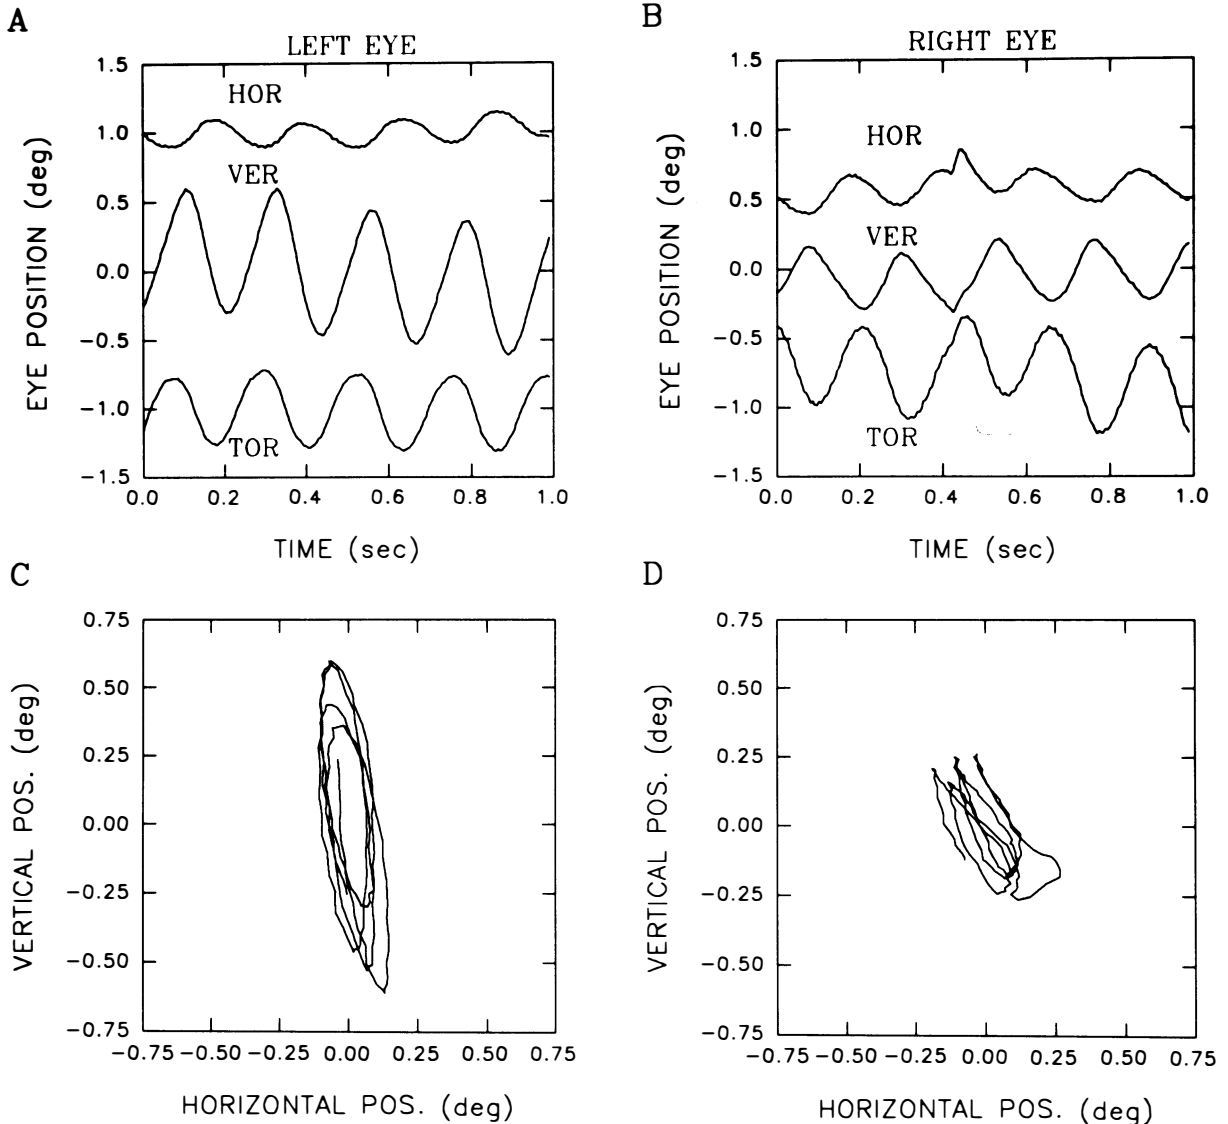 A
LEFT EYE
1.5
1.0
0.5
0.0
−0.5
−1.0
−1.5
EYE POSITION (deg)
HOR
VER
TOR
0.0 0.2 0.4 0.6 0.8 1.0
TIME (sec)
B
RIGHT EYE
1.5
1.0
0.5
0.0
−0.5
−1.0
−1.5
EYE POSITION (deg)
HOR
VER
TOR
0.0 0.2 0.4 0.6 0.8 1.0
TIME (sec)
C
0.75
0.50
0.25
0.00
−0.25
−0.50
−0.75
VERTICAL POS. (deg)
−0.75 −0.50 −0.25 0.00 0.25 0.50 0.75
HORIZONTAL POS. (deg)
D
0.75
0.50
0.25
0.00
−0.25
−0.50
−0.75
VERTICAL POS. (deg)
−0.75 −0.50 −0.25 0.00 0.25 0.50 0.75
HORIZONTAL POS. (deg)